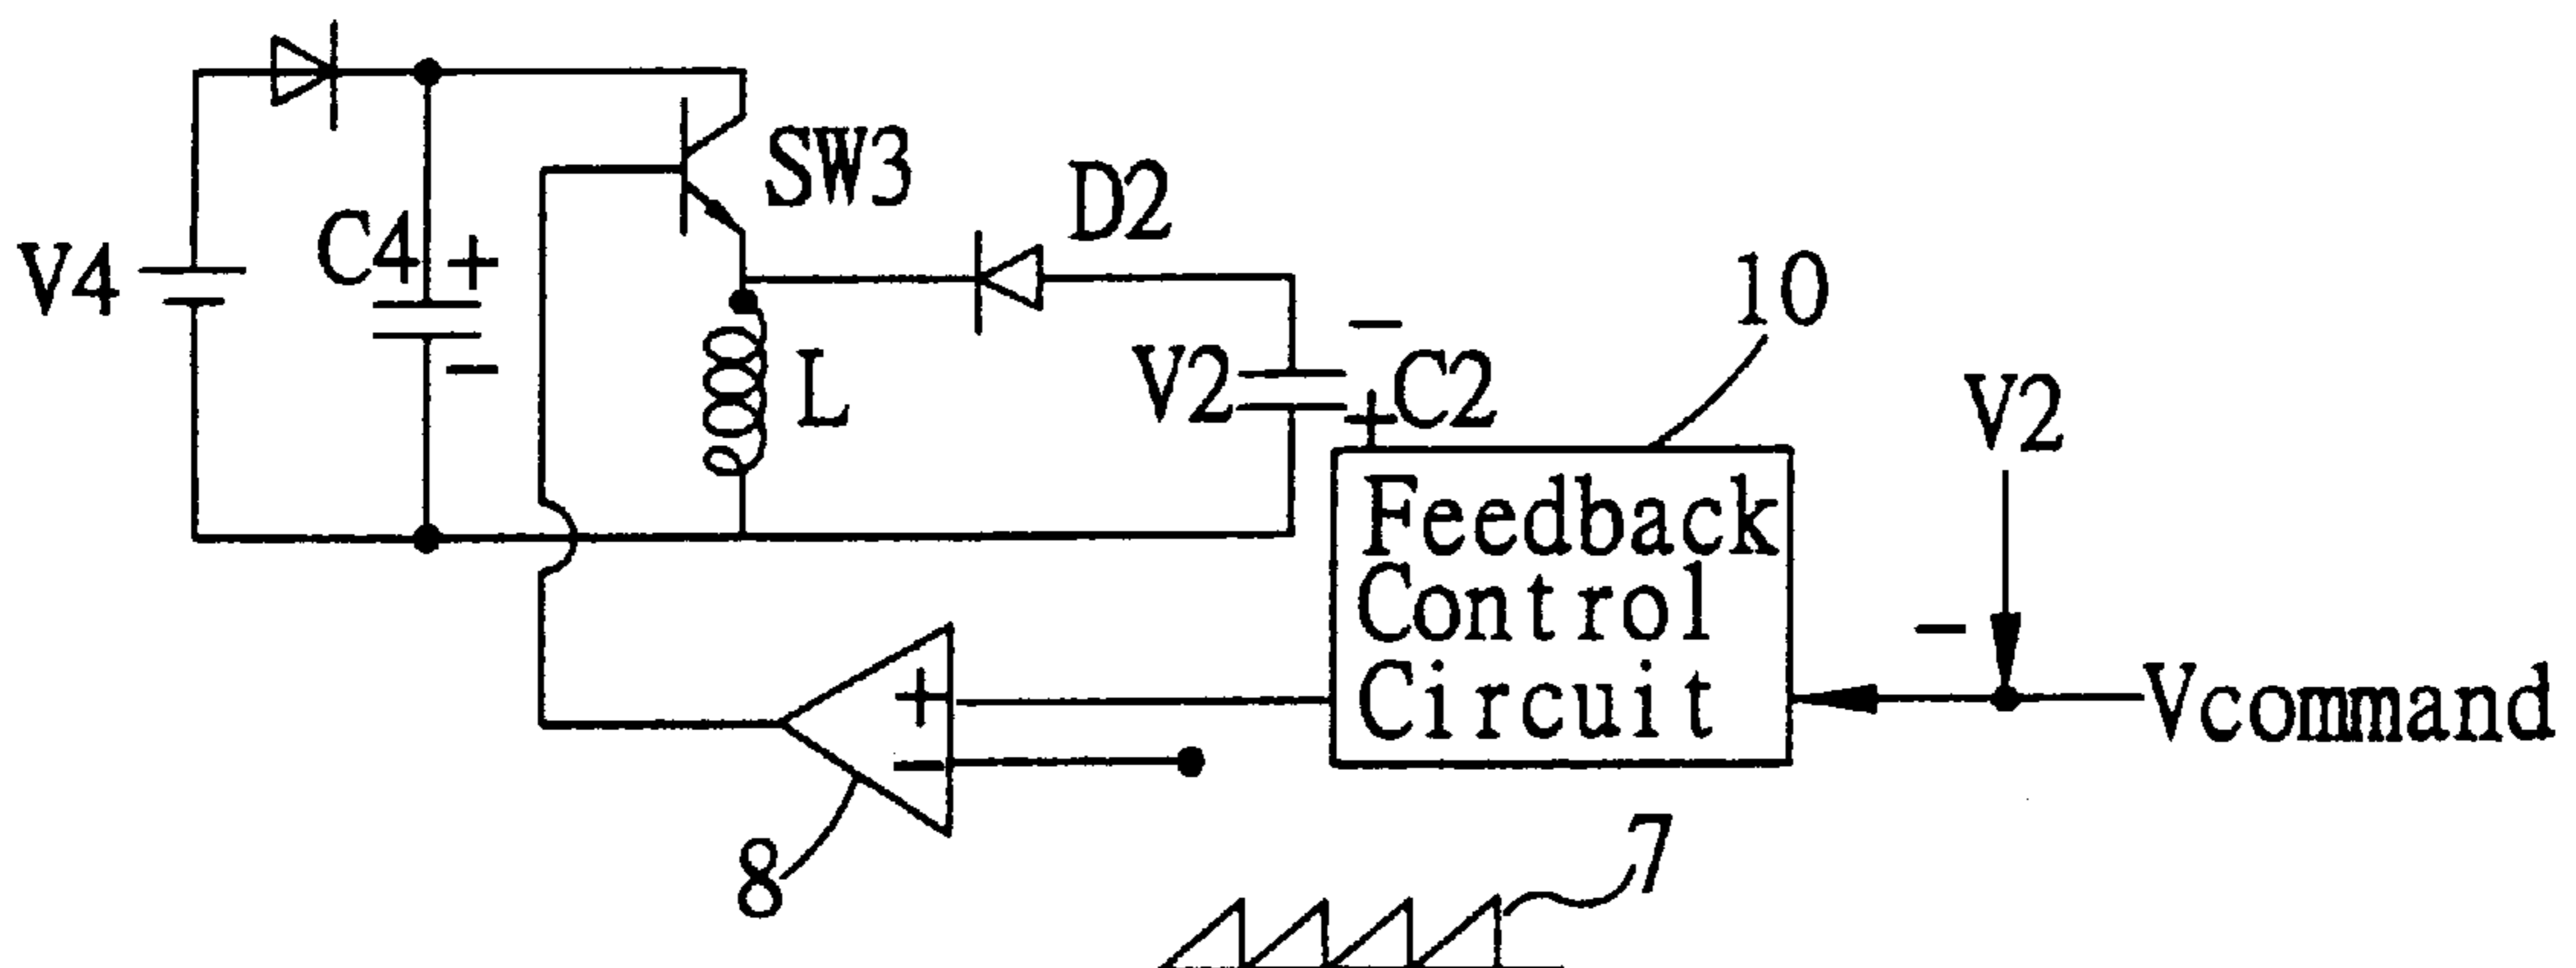 SW3
D2
V4
C4
+
-
L
V2
-
+
C2
10
V2
-
Feedback
Control
Circuit
Vcommand
+
-
8
7